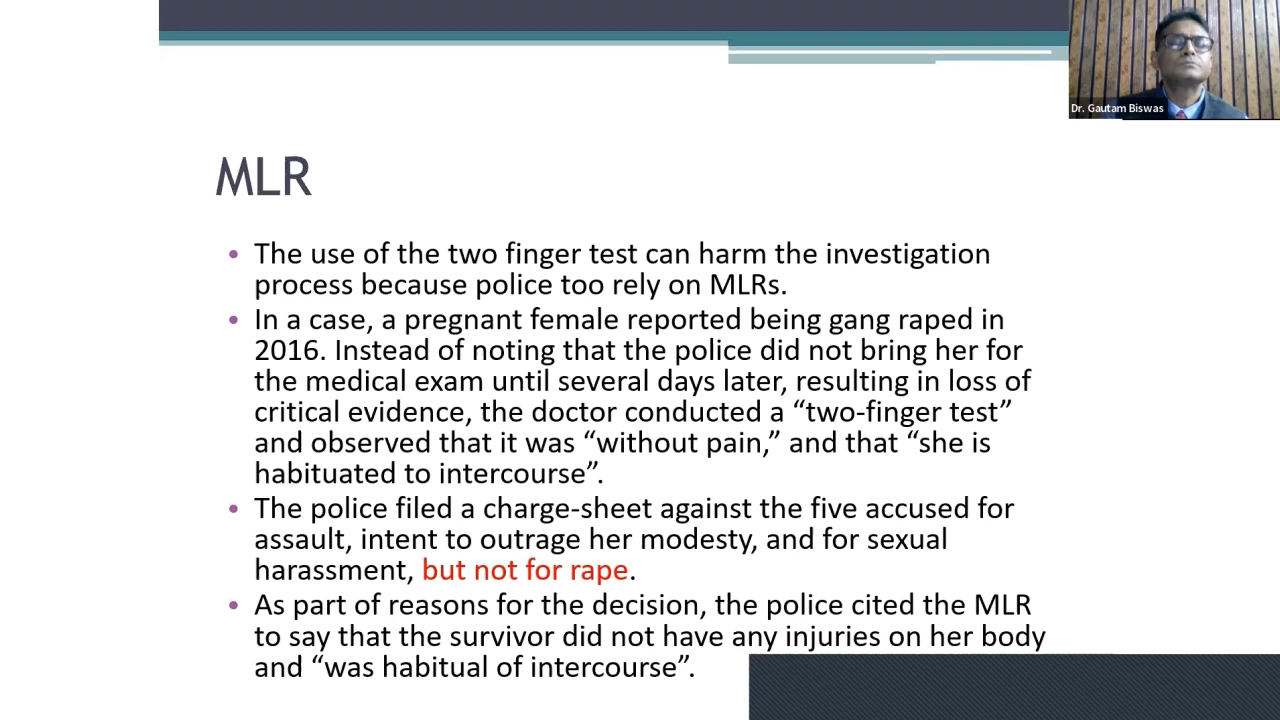 Dr. Gautam Biswas
MLR
• The use of the two finger test can harm the investigation
process because police too rely on MLRs.
• In a case, a pregnant female reported being gang raped in
2016. Instead of noting that the police did not bring her for
the medical exam until several days later, resulting in loss of
critical evidence, the doctor conducted a “two-finger test”
and observed that it was “without pain,” and that “she is
habituated to intercourse”.
• The police filed a charge-sheet against the five accused for
assault, intent to outrage her modesty, and for sexual
harassment, but not for rape.
• As part of reasons for the decision, the police cited the MLR
to say that the survivor did not have any injuries on her body
and “was habitual of intercourse”.